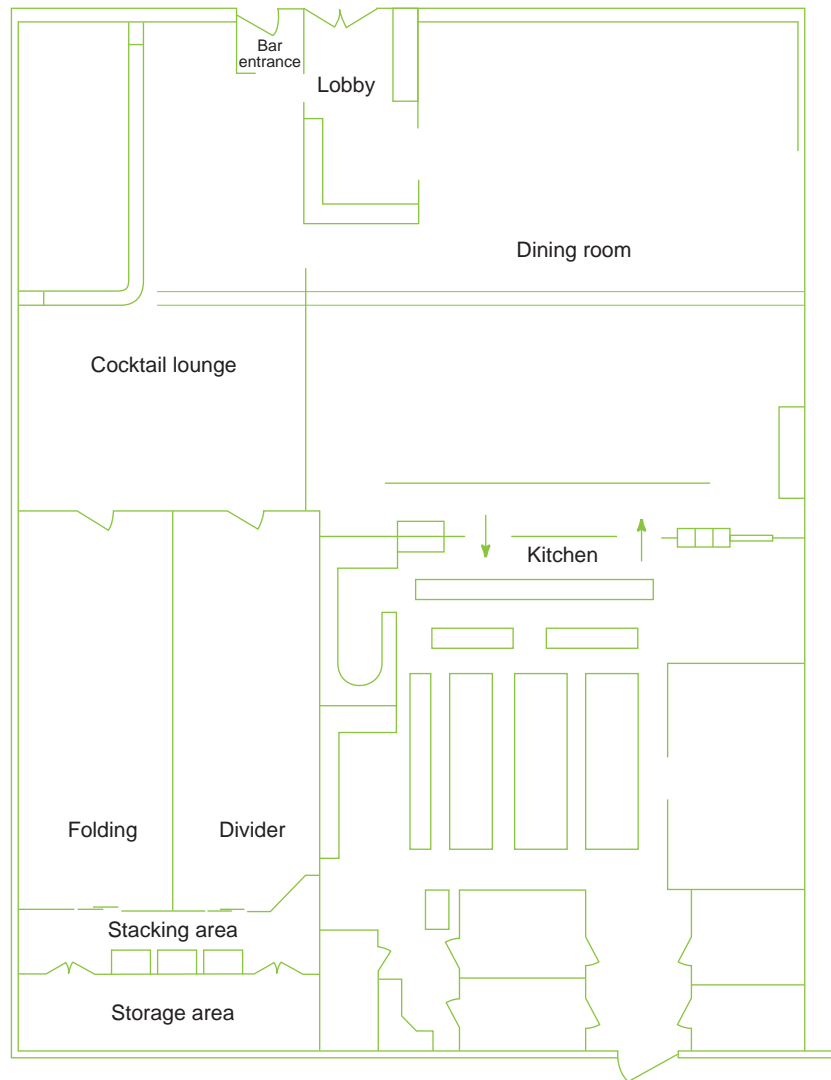 Bar
entrance
Lobby
Dining room
Cocktail lounge
Kitchen
Folding
Divider
Stacking area
Storage area